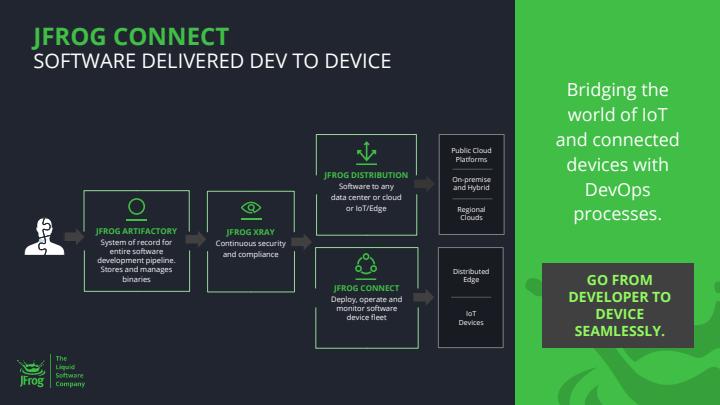 JFROG CONNECT
SOFTWARE DELIVERED DEV TO DEVICE
JFROG ARTIFACTORY
System of record for
entire software
development pipeline.
Stores and manages
binaries
JFROG XRAY
Continuous security
and compliance
JFROG DISTRIBUTION
Software to any
data center or cloud
or IoT/Edge
Public Cloud
Platforms
On-premise
and Hybrid
Regional
Clouds
JFROG CONNECT
Deploy, operate and
monitor software
device fleet
Distributed
Edge
IoT
Devices
JFrog
The
Liquid
Software
Company
Bridging the
world of IoT
and connected
devices with
DevOps
processes.
GO FROM
DEVELOPER TO
DEVICE
SEAMLESSLY.